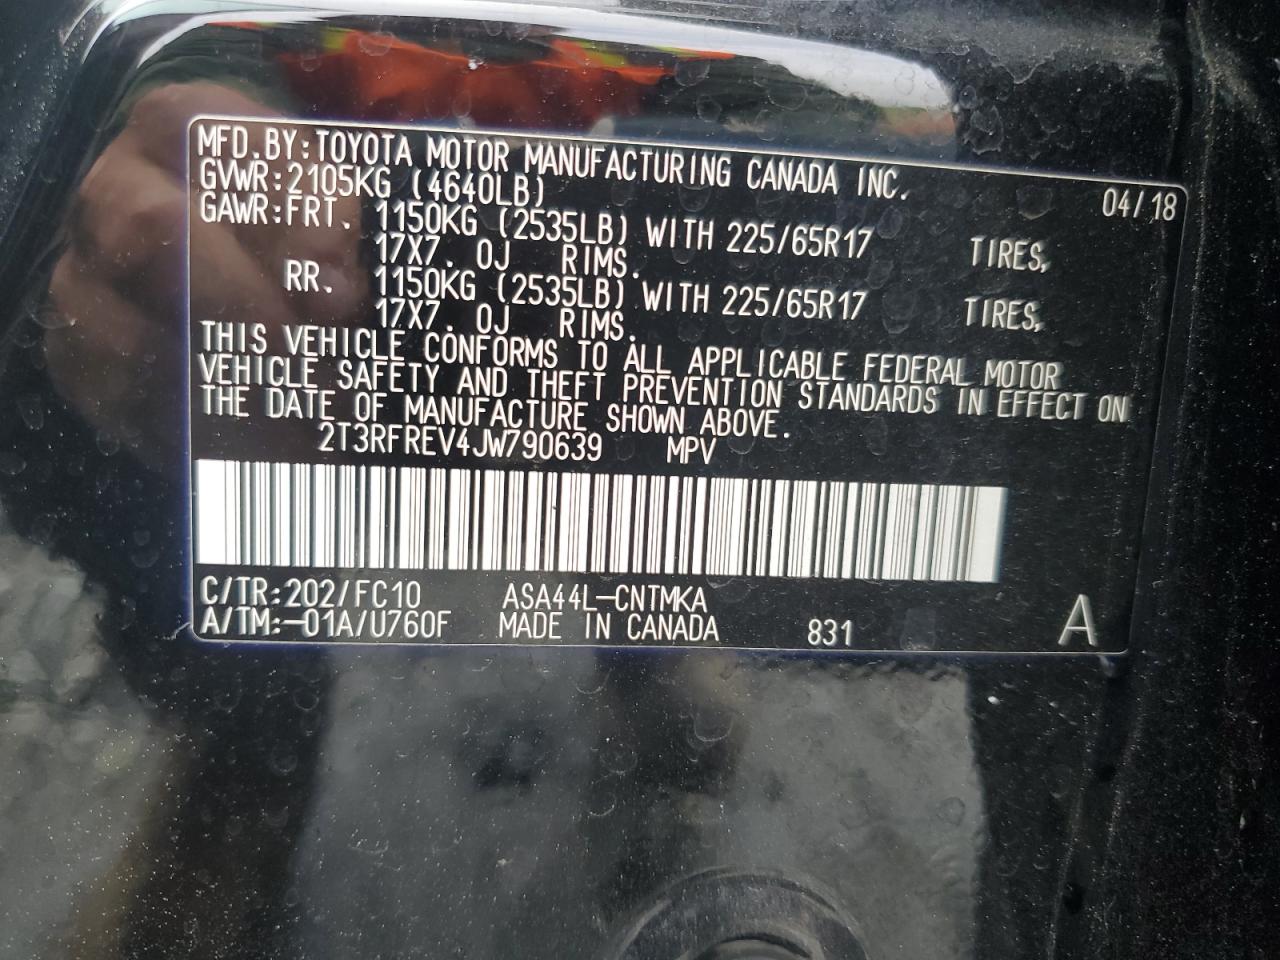 MFD.BY:TOYOTA MOTOR MANUFACTURING CANADA INC. 04/18
GVWR:2105KG (4640LB)
GAWR:FRT. 1150KG (2535LB) WITH 225/65R17 TIRES,
17X7.0J RIMS.
RR. 1150KG (2535LB) WITH 225/65R17 TIRES,
17X7.0J RIMS.
THIS VEHICLE CONFORMS TO ALL APPLICABLE FEDERAL MOTOR
VEHICLE SAFETY AND THEFT PREVENTION STANDARDS IN EFFECT ON
THE DATE OF MANUFACTURE SHOWN ABOVE.
2T3RFREV4JW790639 MPV
C/TR:202/FC10 ASA44L-CNTMKA
A/TM:-01A/U760F MADE IN CANADA 831 A